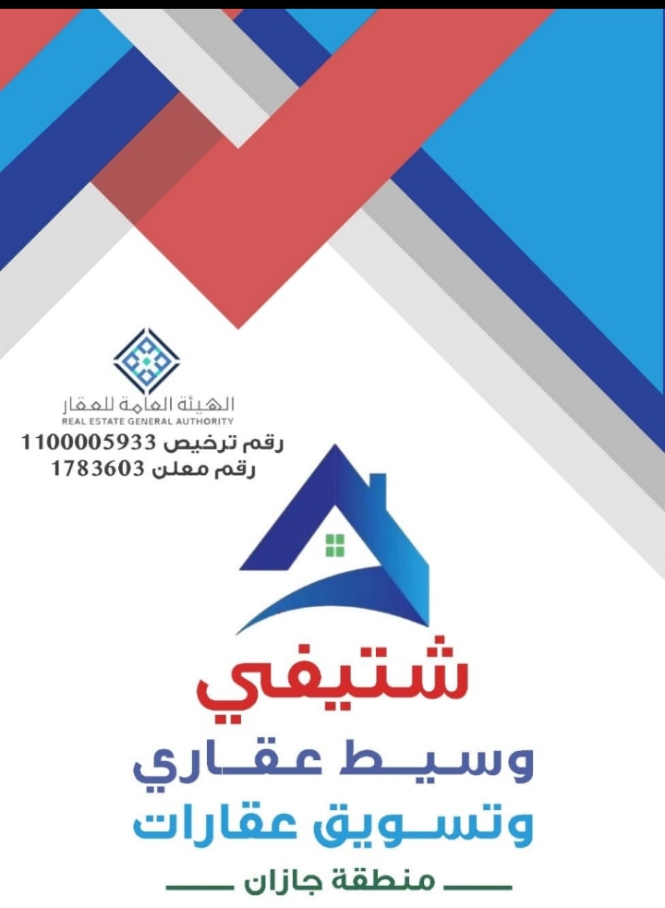 الهيئة العامة للعقار
REAL ESTATE GENERAL AUTHORITY
رقم ترخيص 1100005933
رقم معلن 1783603
شتيفي
وسيط عقاري
وتسويق عقارات
منطقة جازان